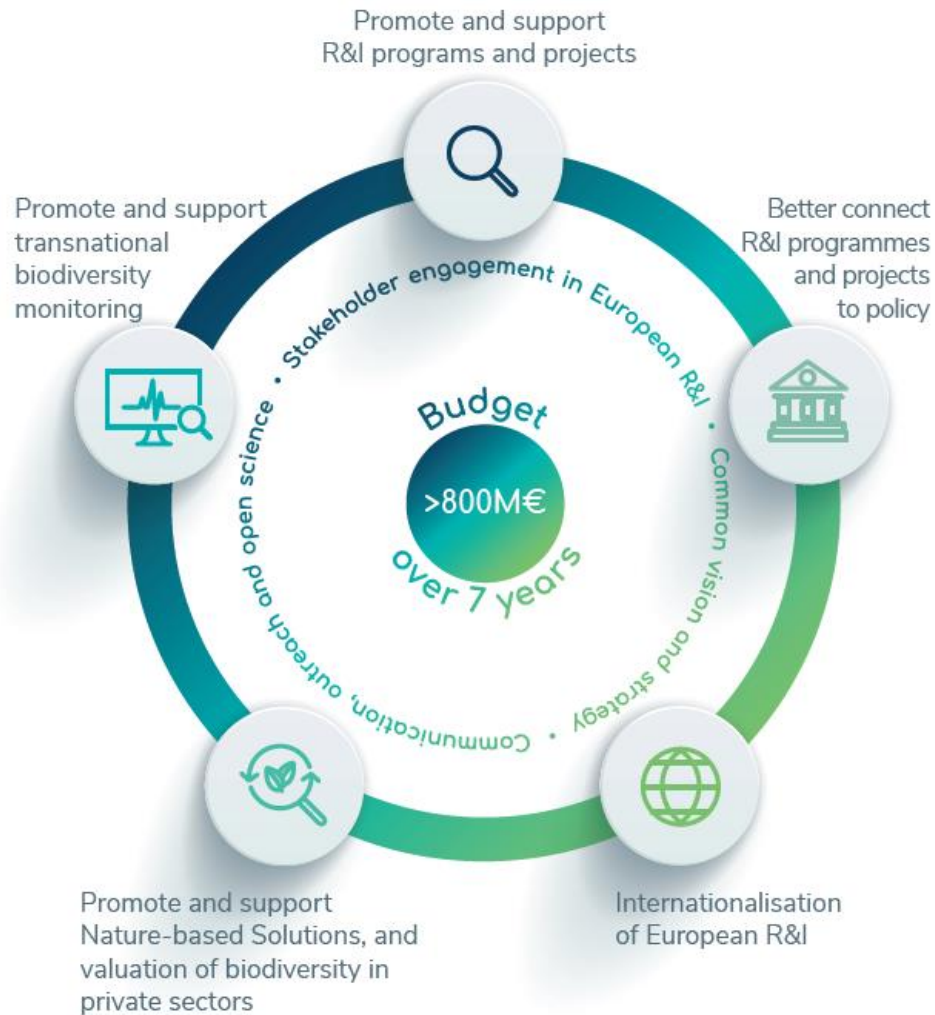 Promote and support
R&I programs and projects
Promote and support
transnational
biodiversity
monitoring
Better connect
R&I programmes
and projects
to policy
Stakeholder engagement in European R&I • Common vision and strategy • Communication, outreach and open science •
Budget
>800M€
over 7 years
Promote and support
Nature-based Solutions, and
valuation of biodiversity in
private sectors
Internationalisation
of European R&I